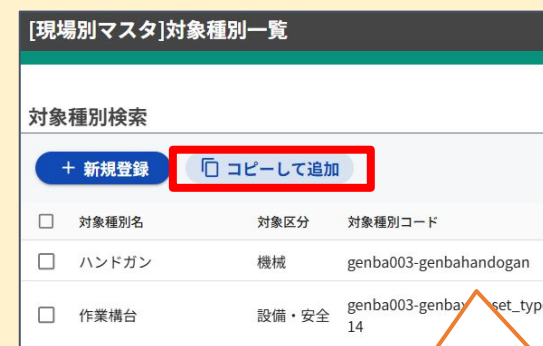 [現場別マスタ]対象種別一覧
対象種別検索
+ 新規登録 コピーして追加
対象種別名 対象区分 対象種別コード
ハンドガン 機械 genba003-genbahandogan
作業構台 設備・安全 genba003-genba
14